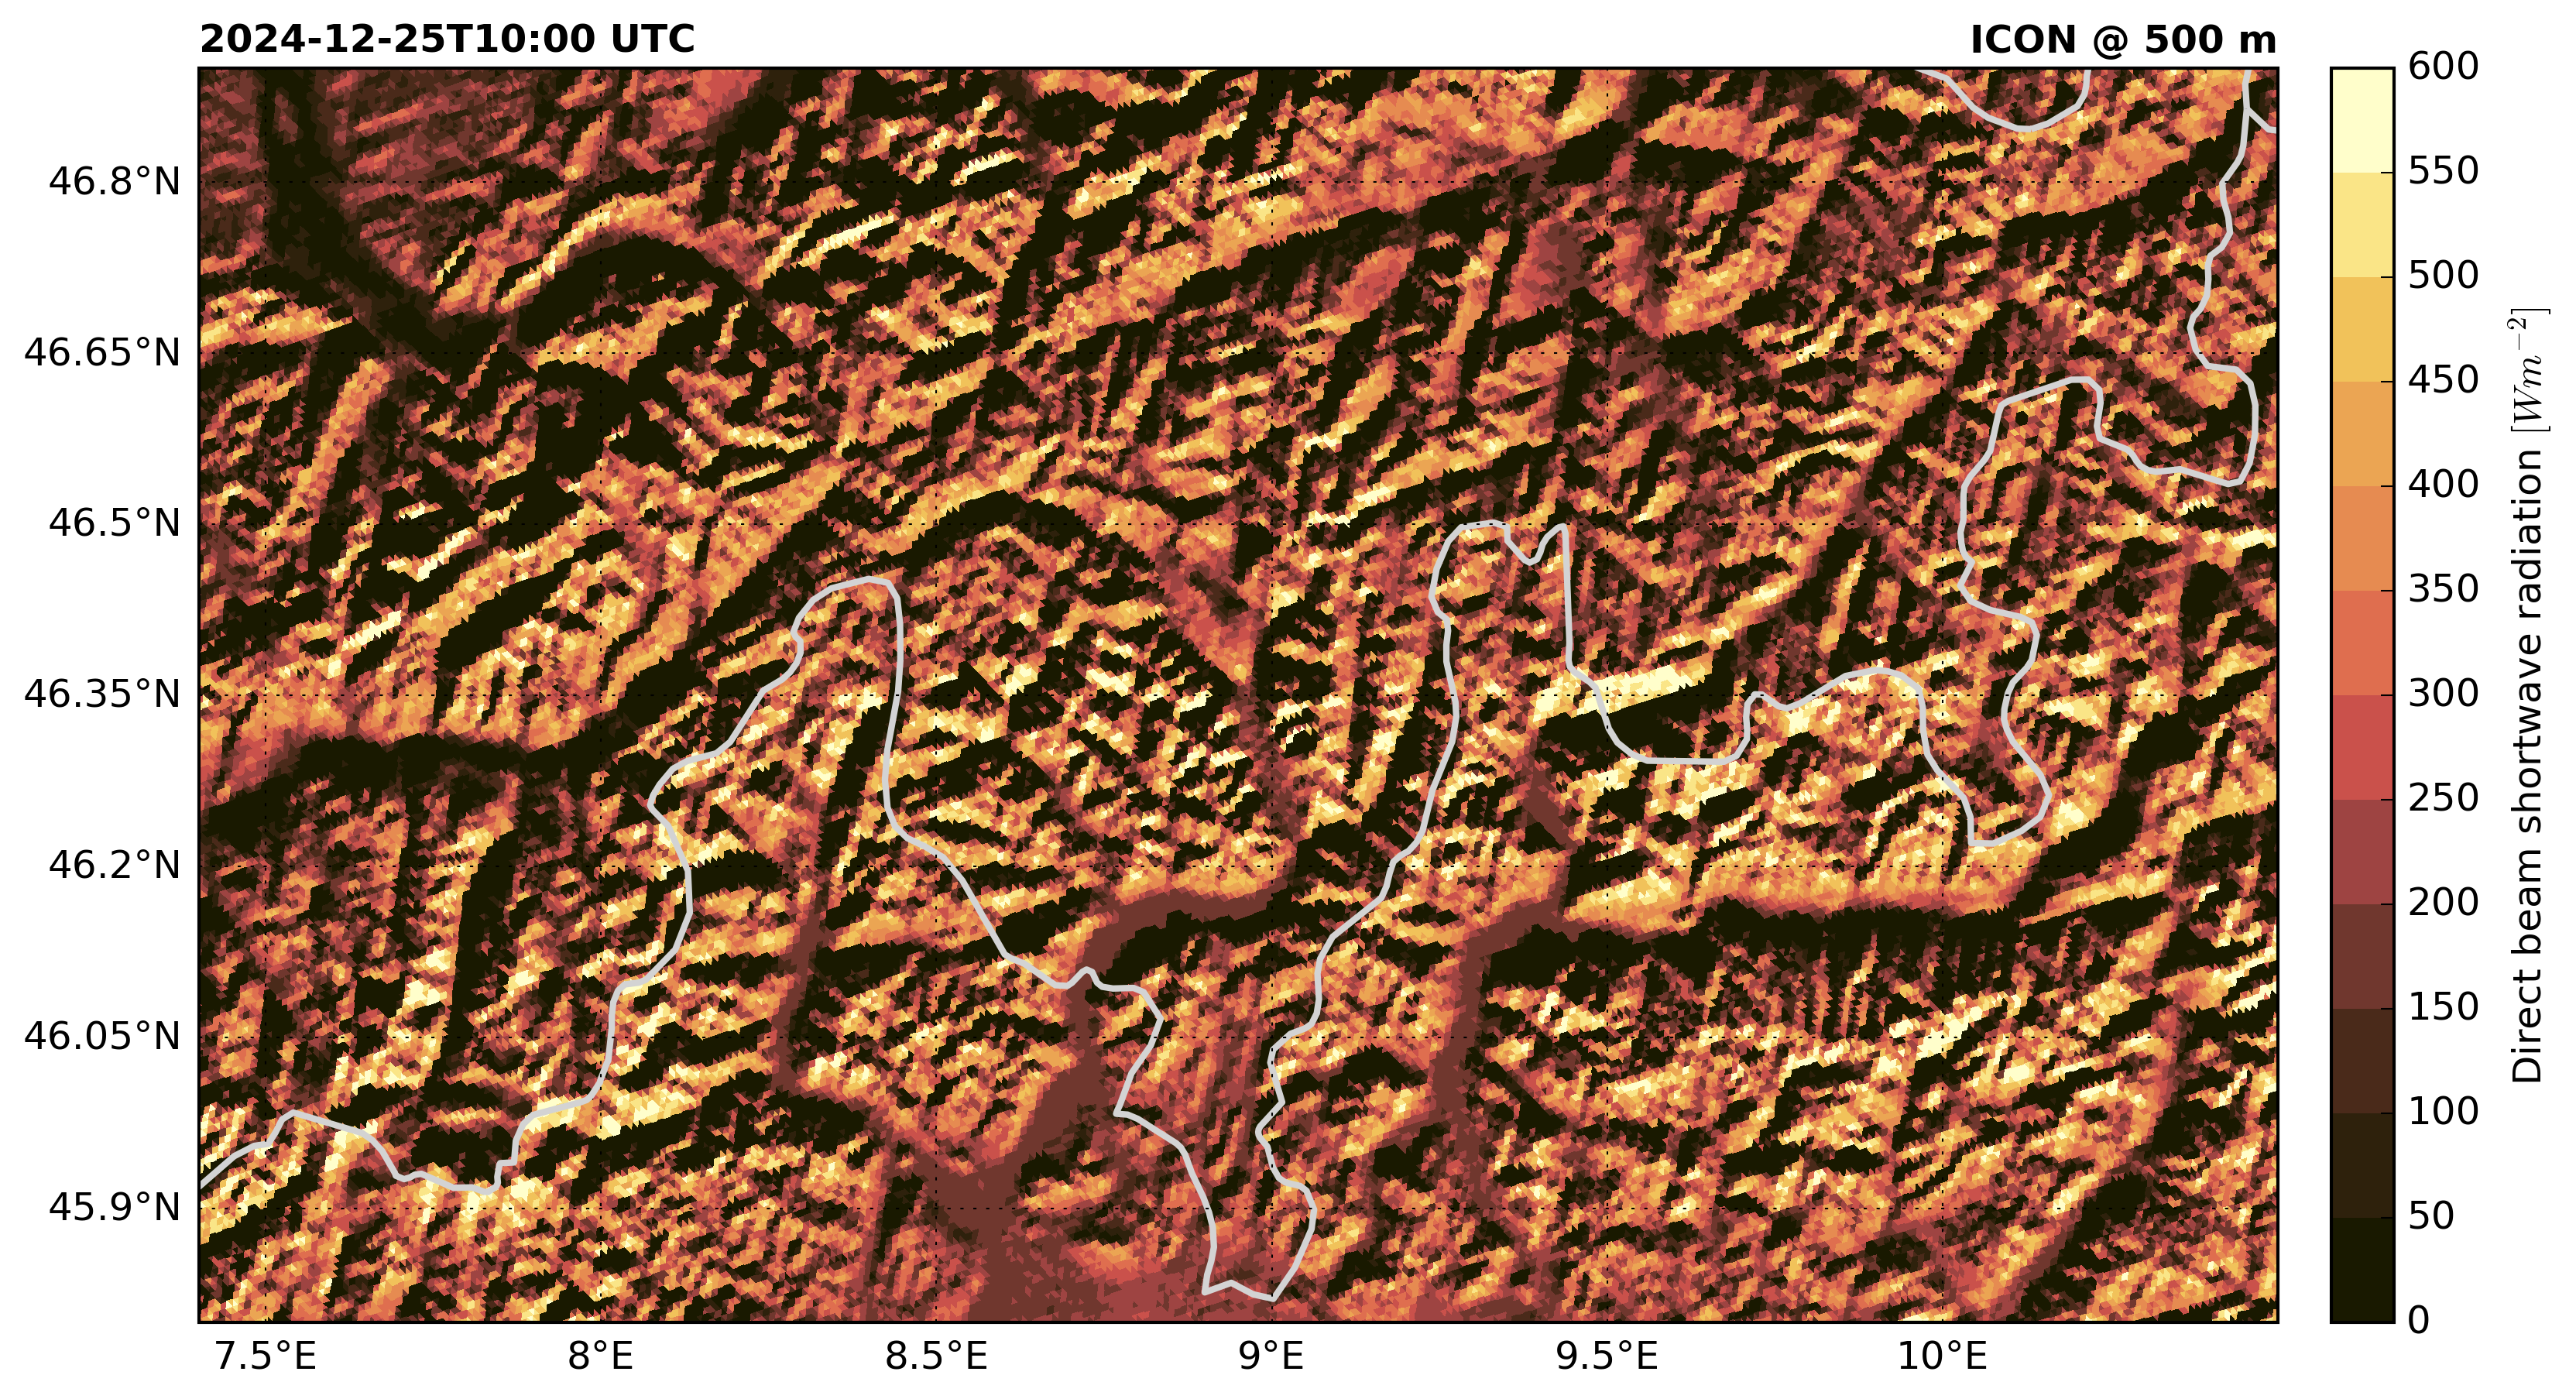 2024-12-25T10:00 UTC
ICON @ 500 m
46.8°N
46.65°N
46.5°N
46.35°N
46.2°N
46.05°N
45.9°N
7.5°E
8°E
8.5°E
9°E
9.5°E
10°E
600
550
500
450
400
350
300
250
200
150
100
50
0
Direct beam shortwave radiation [Wm⁻²]